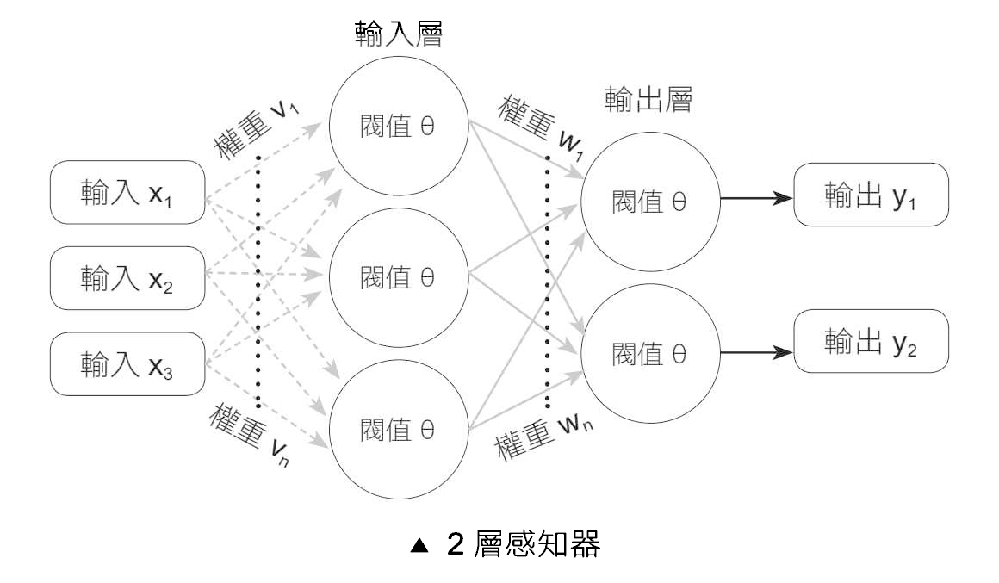 輸入層
輸出層
權重 v₁
權重 w₁
輸入 x₁
輸入 x₂
輸入 x₃
權重 vₙ
閥值 θ
閥值 θ
閥值 θ
權重 wₙ
閥值 θ
閥值 θ
輸出 y₁
輸出 y₂
▲ 2 層感知器